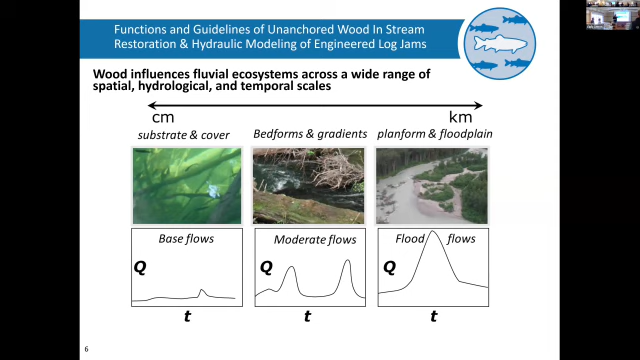 Functions and Guidelines of Unanchored Wood In Stream
Restoration & Hydraulic Modeling of Engineered Log Jams
Wood influences fluvial ecosystems across a wide range of
spatial, hydrological, and temporal scales
cm km
substrate & cover Bedforms & gradients planform & floodplain
Base flows Moderate flows Flood flows
Q Q Q
t t t
6